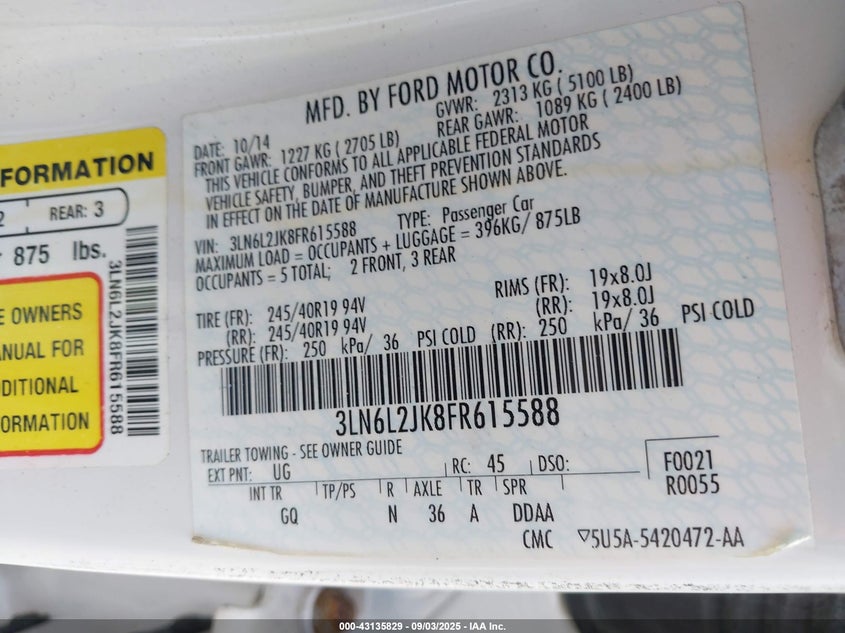 FORMATION
2 REAR: 3
875 lbs.
E OWNERS
ANUAL FOR
DDITIONAL
FORMATION
3LN6L2JK8FR615588
MFD. BY FORD MOTOR CO.
DATE: 10/14 GVWR: 2313 KG ( 5100 LB)
FRONT GAWR: 1227 KG ( 2705 LB) REAR GAWR: 1089 KG ( 2400 LB)
THIS VEHICLE CONFORMS TO ALL APPLICABLE FEDERAL MOTOR
VEHICLE SAFETY, BUMPER, AND THEFT PREVENTION STANDARDS
IN EFFECT ON THE DATE OF MANUFACTURE SHOWN ABOVE.
VIN: 3LN6L2JK8FR615588 TYPE: Passenger Car
MAXIMUM LOAD = OCCUPANTS + LUGGAGE = 396KG/ 875LB
OCCUPANTS = 5 TOTAL; 2 FRONT, 3 REAR
TIRE (FR): 245/40R19 94V RIMS (FR): 19x8.0J
(RR): 245/40R19 94V (RR): 19x8.0J
PRESSURE (FR): 250 kPa/ 36 PSI COLD (RR): 250 kPa/ 36 PSI COLD
3LN6L2JK8FR615588
TRAILER TOWING - SEE OWNER GUIDE
EXT PNT: UG RC: 45 DSO: F0021
INT TR TP/PS R AXLE TR SPR R0055
GQ N 36 A DDAA
CMC ▽5U5A-5420472-AA
000-43135829 - 09/03/2025 - IAA Inc.